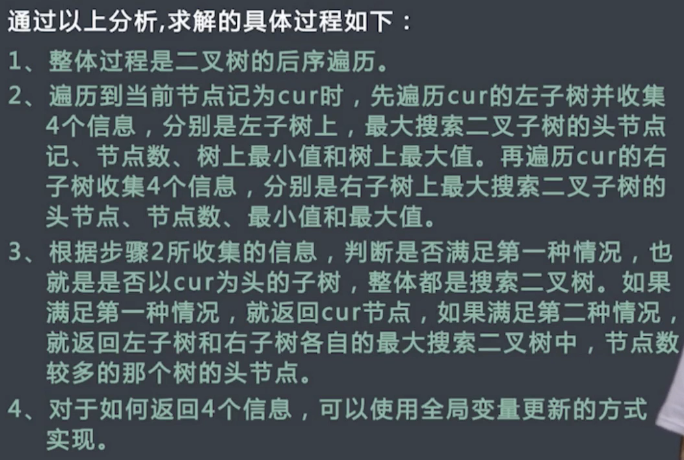 通过以上分析,求解的具体过程如下：
1、整体过程是二叉树的后序遍历。
2、遍历到当前节点记为cur时，先遍历cur的左子树并收集
4个信息，分别是左子树上，最大搜索二叉子树的头节点
记、节点数、树上最小值和树上最大值。再遍历cur的右
子树收集4个信息，分别是右子树上最大搜索二叉子树的
头节点、节点数、最小值和最大值。
3、根据步骤2所收集的信息，判断是否满足第一种情况，也
就是是否以cur为头的子树，整体都是搜索二叉树。如果
满足第一种情况，就返回cur节点，如果满足第二种情况，
就返回左子树和右子树各自的最大搜索二叉树中，节点数
较多的那个树的头节点。
4、对于如何返回4个信息，可以使用全局变量更新的方式
实现。